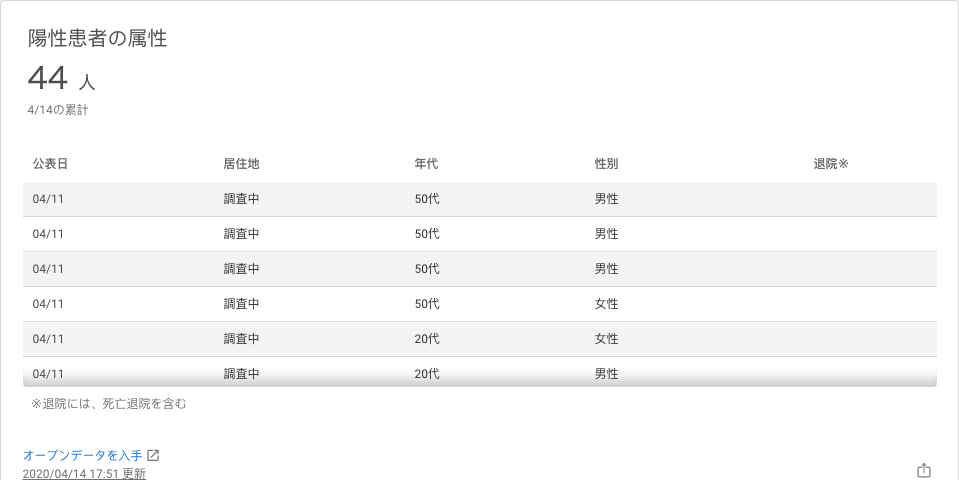 陽性患者の属性
44 人
4/14の累計
公表日 居住地 年代 性別 退院※
04/11 調査中 50代 男性
04/11 調査中 50代 男性
04/11 調査中 50代 男性
04/11 調査中 50代 女性
04/11 調査中 20代 女性
04/11 調査中 20代 男性
※退院には、死亡退院を含む
オープンデータを入手
2020/04/14 17:51 更新